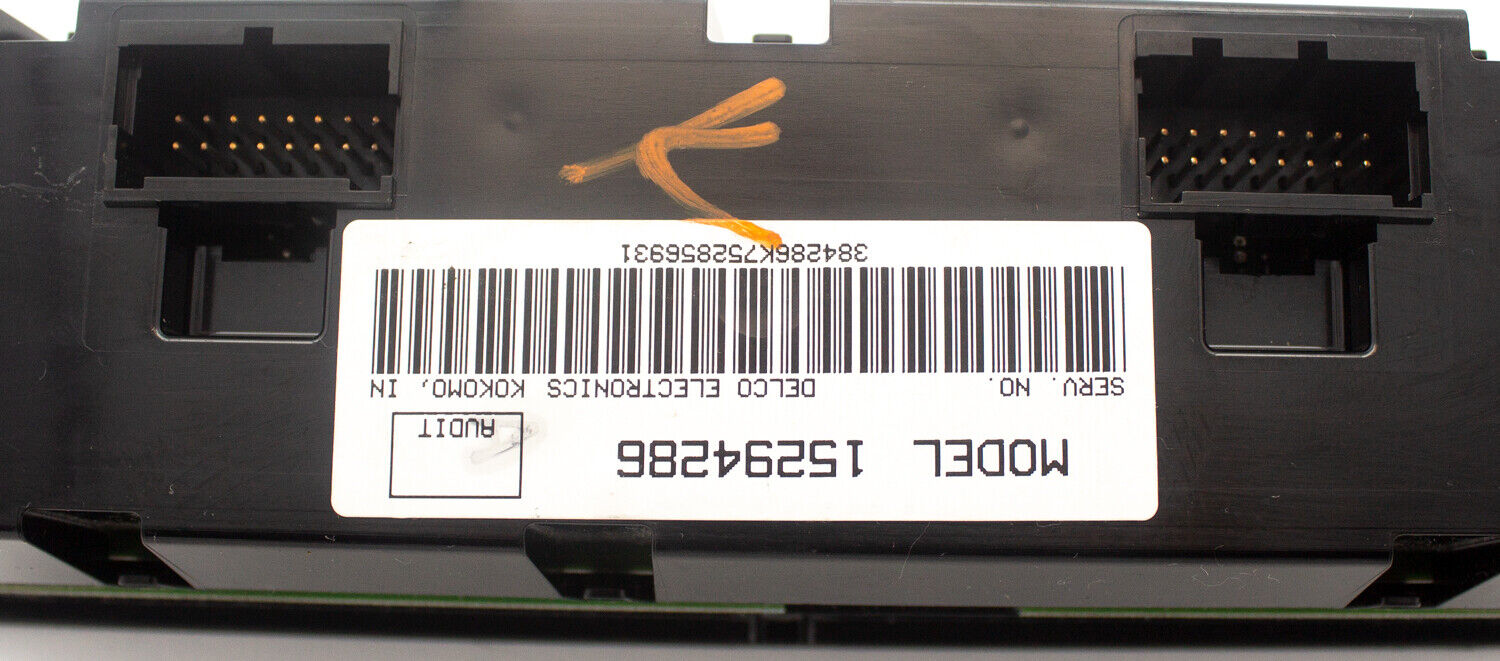 MODEL 15294286
AUDIT
SERV. NO. DELCO ELECTRONICS KOKOMO, IN
384286K752856931